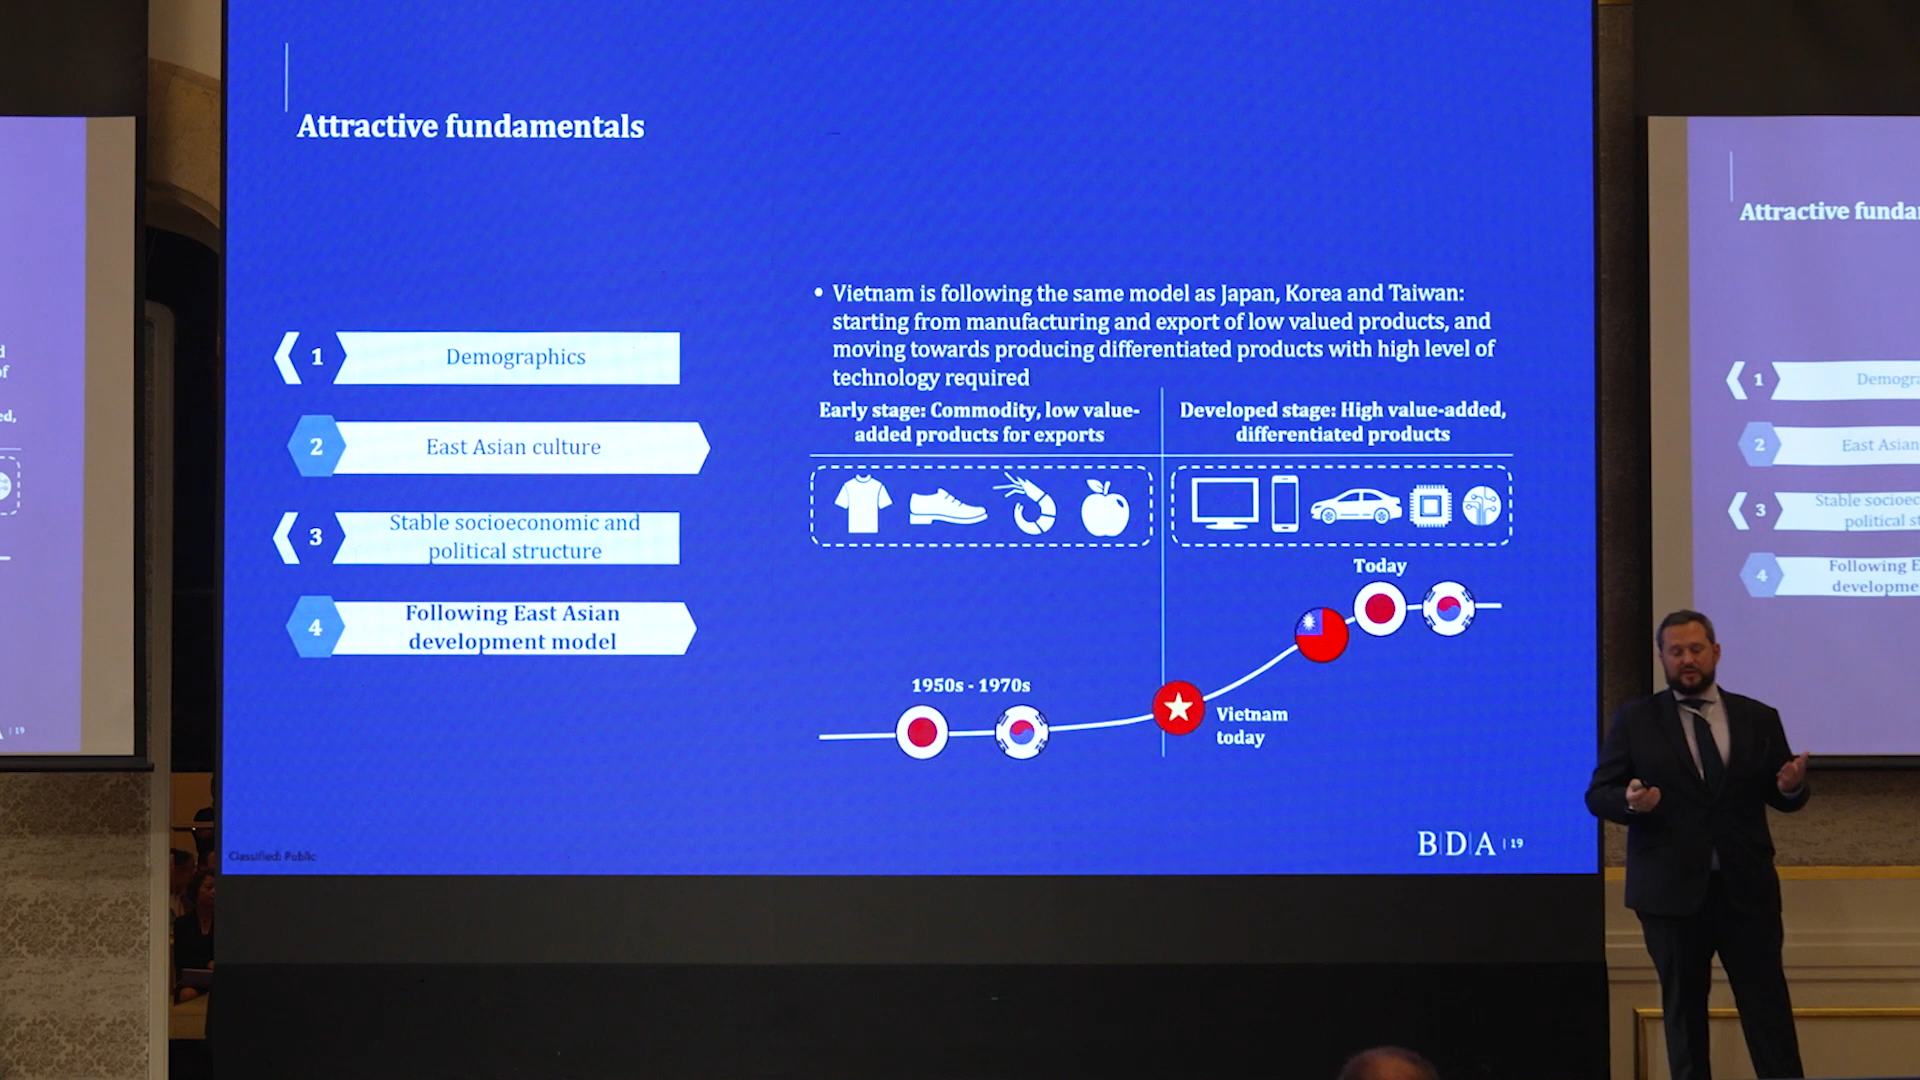 Attractive fundamentals
1
Demographics
2
East Asian culture
3
Stable socioeconomic and
political structure
4
Following East Asian
development model
• Vietnam is following the same model as Japan, Korea and Taiwan:
starting from manufacturing and export of low valued products, and
moving towards producing differentiated products with high level of
technology required
Early stage: Commodity, low value-
added products for exports
Developed stage: High value-added,
differentiated products
Today
1950s - 1970s
Vietnam
today
Classified: Public
B|D|A | 19
ed,
| 19
Attractive funda
1
Demogra
2
East Asian
3
Stable socioec
political st
4
Following E
developme